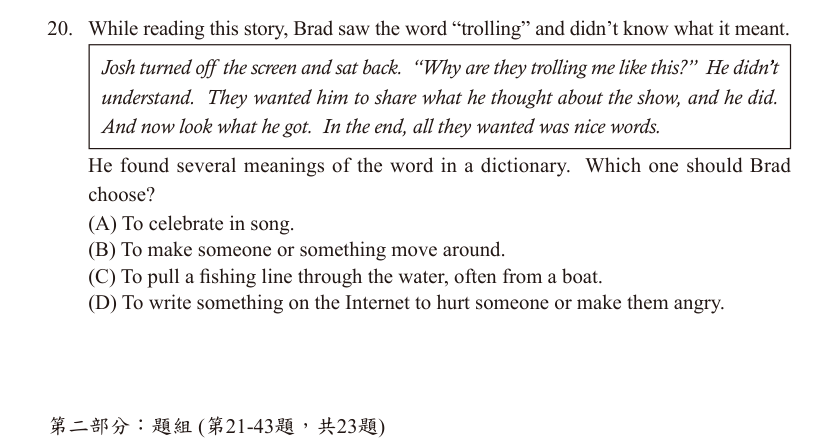 20. While reading this story, Brad saw the word “trolling” and didn’t know what it meant.
Josh turned off the screen and sat back. “Why are they trolling me like this?” He didn’t
understand. They wanted him to share what he thought about the show, and he did.
And now look what he got. In the end, all they wanted was nice words.
He found several meanings of the word in a dictionary. Which one should Brad
choose?
(A) To celebrate in song.
(B) To make someone or something move around.
(C) To pull a fishing line through the water, often from a boat.
(D) To write something on the Internet to hurt someone or make them angry.
第二部分：題組 (第21-43題，共23題)